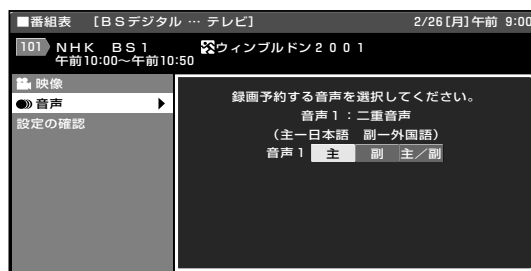 ■番組表 [BSデジタル … テレビ] 2/26[月]午前 9:00
101 NHK BS1 ウィンブルドン2001
午前10:00〜午前10:50
映像
音声
設定の確認
録画予約する音声を選択してください。
音声1:二重音声
(主ー日本語 副ー外国語)
音声1 主 副 主/副